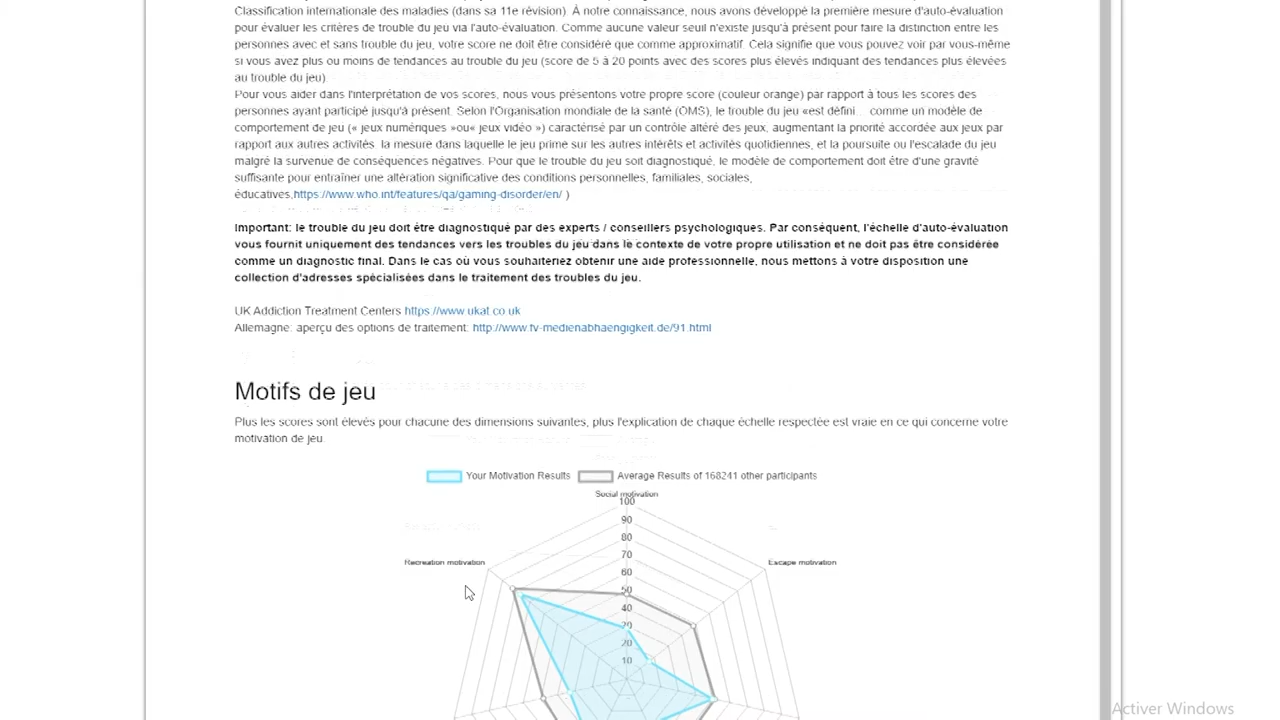 Classification internationale des maladies (dans sa 11e révision). À notre connaissance, nous avons développé la première mesure d'auto-évaluation
pour évaluer les critères de trouble du jeu via l'auto-évaluation. Comme aucune valeur seuil n'existe jusqu'à présent pour faire la distinction entre les
personnes avec et sans trouble du jeu, votre score ne doit être considéré que comme approximatif. Cela signifie que vous pouvez voir par vous-même
si vous avez plus ou moins de tendances au trouble du jeu (score de 5 à 20 points avec des scores plus élevés indiquant des tendances plus élevées
au trouble du jeu).
Pour vous aider dans l'interprétation de vos scores, nous vous présentons votre propre score (couleur orange) par rapport à tous les scores des
personnes ayant participé jusqu'à présent. Selon l'Organisation mondiale de la santé (OMS), le trouble du jeu «est défini... comme un modèle de
comportement de jeu (« jeux numériques »ou« jeux vidéo ») caractérisé par un contrôle altéré des jeux, augmentant la priorité accordée aux jeux par
rapport aux autres activités la mesure dans laquelle le jeu prime sur les autres intérêts et activités quotidiennes, et la poursuite ou l'escalade du jeu
malgré la survenue de conséquences négatives. Pour que le trouble du jeu soit diagnostiqué, le modèle de comportement doit être d'une gravité
suffisante pour entraîner une altération significative des conditions personnelles, familiales, sociales,
éducatives,https://www.who.int/features/qa/gaming-disorder/en/ )
Important: le trouble du jeu doit être diagnostiqué par des experts / conseillers psychologiques. Par conséquent, l'échelle d'auto-évaluation
vous fournit uniquement des tendances vers les troubles du jeu dans le contexte de votre propre utilisation et ne doit pas être considérée
comme un diagnostic final. Dans le cas où vous souhaiteriez obtenir une aide professionnelle, nous mettons à votre disposition une
collection d'adresses spécialisées dans le traitement des troubles du jeu.
UK Addiction Treatment Centers https://www.ukat.co.uk
Allemagne: aperçu des options de traitement: http://www.fv-medienabhaengigkeit.de/91.html
Motifs de jeu
Plus les scores sont élevés pour chacune des dimensions suivantes, plus l'explication de chaque échelle respectée est vraie en ce qui concerne votre
motivation de jeu.
Your Motivation Results Average Results of 168241 other participants
Social motivation
100
90
80
70
Recreation motivation Escape motivation
60
50
40
30
20
10
Activer Windows